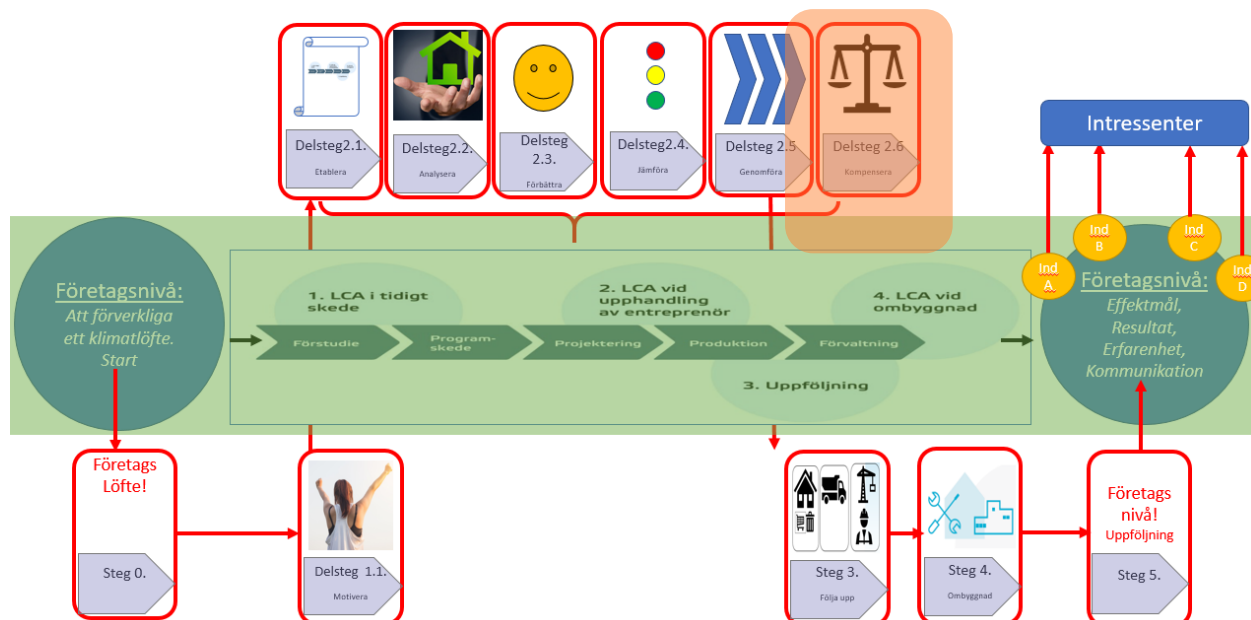 Delsteg2.1.
Etablera
Delsteg2.2.
Analysera
Delsteg
2.3.
Förbättra
Delsteg2.4.
Jämföra
Delsteg 2.5
Genomföra
Delsteg 2.6
Kompensera
Intressenter
Ind
A
Ind
B
Ind
C
Ind
D
Företagsnivå:
Att förverkliga
ett klimatlöfte.
Start
1. LCA i tidigt
skede
2. LCA vid
upphandling
av entreprenör
4. LCA vid
ombyggnad
Förstudie
Program-
skede
Projektering
Produktion
Förvaltning
3. Uppföljning
Företagsnivå:
Effektmål,
Resultat,
Erfarenhet,
Kommunikation
Företags
Löfte!
Steg 0.
Delsteg 1.1.
Motivera
Steg 3.
Följa upp
Steg 4.
Ombyggnad
Företags
nivå!
Uppföljning
Steg 5.